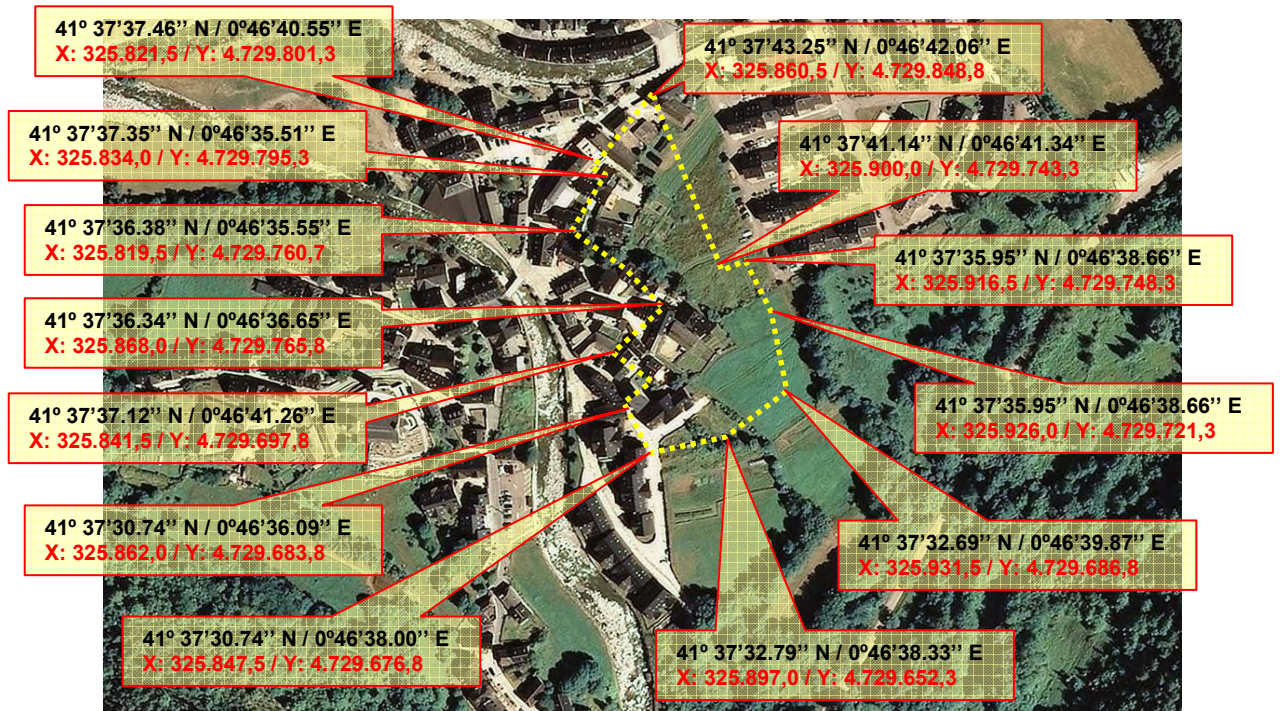 41º 37'37.46'' N / 0º46'40.55'' E
X: 325.821,5 / Y: 4.729.801,3
41º 37'43.25'' N / 0º46'42.06'' E
X: 325.860,5 / Y: 4.729.848,8
41º 37'37.35'' N / 0º46'35.51'' E
X: 325.834,0 / Y: 4.729.795,3
41º 37'41.14'' N / 0º46'41.34'' E
X: 325.900,0 / Y: 4.729.743,3
41º 37'36.38'' N / 0º46'35.55'' E
X: 325.819,5 / Y: 4.729.760,7
41º 37'35.95'' N / 0º46'38.66'' E
X: 325.916,5 / Y: 4.729.748,3
41º 37'36.34'' N / 0º46'36.65'' E
X: 325.868,0 / Y: 4.729.765,8
41º 37'35.95'' N / 0º46'38.66'' E
X: 325.926,0 / Y: 4.729.721,3
41º 37'37.12'' N / 0º46'41.26'' E
X: 325.841,5 / Y: 4.729.697,8
41º 37'30.74'' N / 0º46'36.09'' E
X: 325.862,0 / Y: 4.729.683,8
41º 37'32.69'' N / 0º46'39.87'' E
X: 325.931,5 / Y: 4.729.686,8
41º 37'30.74'' N / 0º46'38.00'' E
X: 325.847,5 / Y: 4.729.676,8
41º 37'32.79'' N / 0º46'38.33'' E
X: 325.897,0 / Y: 4.729.652,3